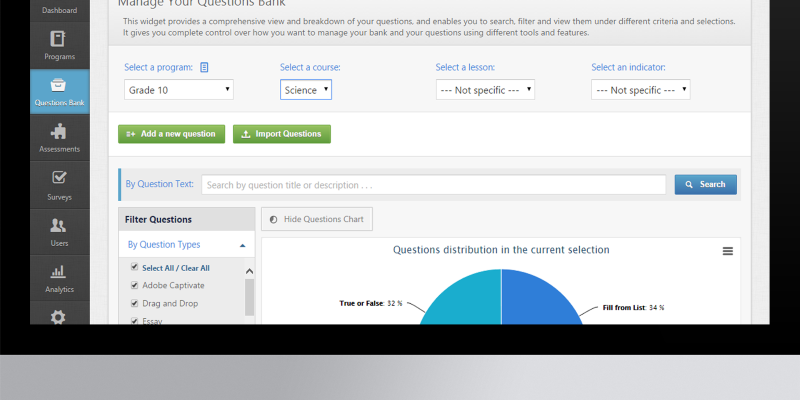 Dashboard
Programs
Questions Bank
Assessments
Surveys
Users
Analytics
Manage Your Questions Bank
This widget provides a comprehensive view and breakdown of your questions, and enables you to search, filter and view them under different criteria and selections.
It gives you complete control over how you want to manage your bank and your questions using different tools and features.
Select a program:
Select a course:
Select a lesson:
Select an indicator:
Grade 10
Science
--- Not specific ---
--- Not specific ---
Add a new question
Import Questions
By Question Text:
Search by question title or description . . .
Search
Filter Questions
By Question Types
Select All / Clear All
Adobe Captivate
Drag and Drop
Essay
Hide Questions Chart
Questions distribution in the current selection
True or False: 32 %
Fill from List: 34 %